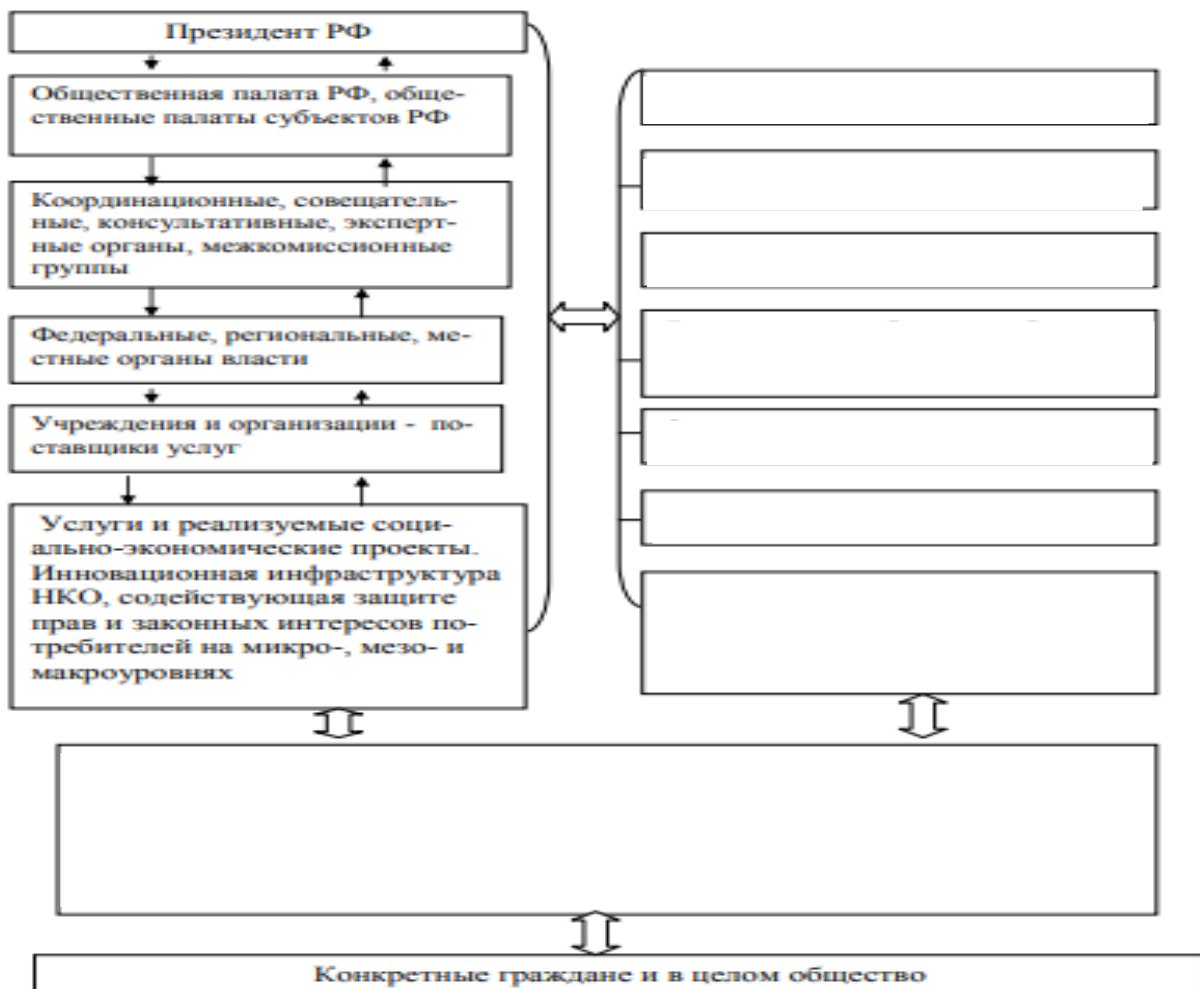 Президент РФ
Общественная палата РФ, обще-
ственные палаты субъектов РФ
Координационные, совещатель-
ные, консультативные, эксперт-
ные органы, межкомиссионные
группы
Федеральные, региональные, ме-
стные органы власти
Учреждения и организации - по-
ставщики услуг
Услуги и реализуемые соци-
ально-экономические проекты.
Инновационная инфраструктура
НКО, содействующая защите
прав и законных интересов по-
требителей на микро-, мезо- и
макроуровнях
Конкретные граждане и в целом общество